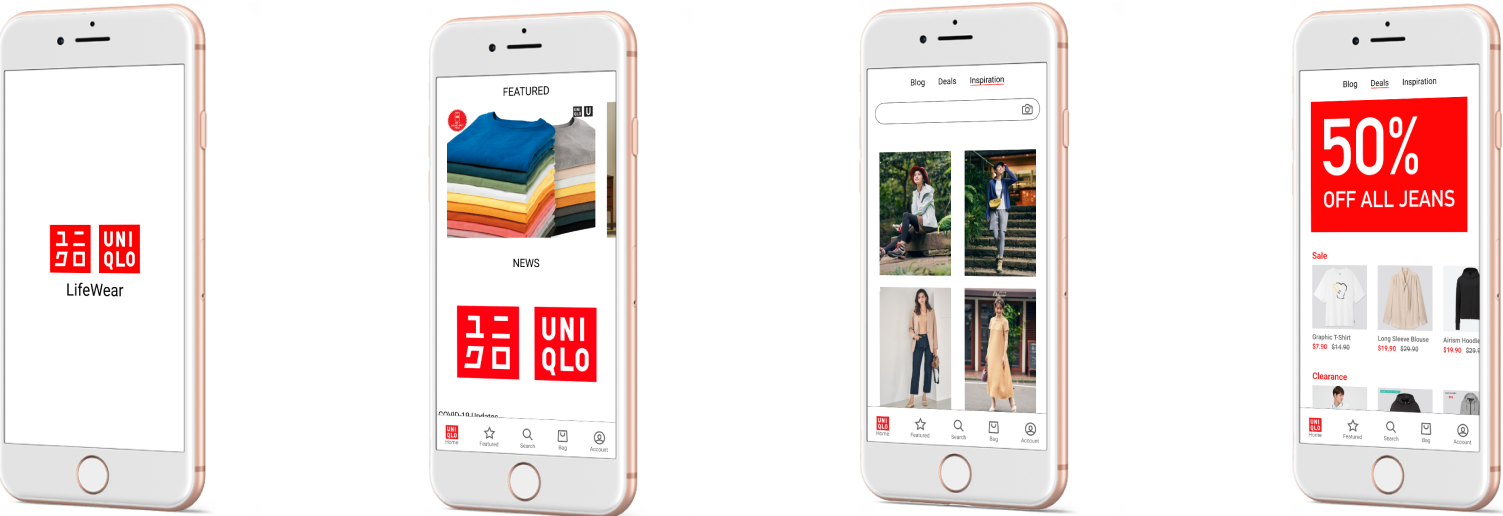 ユニ
クロ
UNI
QLO
LifeWear
FEATURED
U
NEWS
ユニ
クロ
UNI
QLO
COVID-19 Updates
UNI
QLO
Home
Featured
Search
Bag
Account
Blog
Deals
Inspiration
UNI
QLO
Home
Featured
Search
Bag
Account
Blog
Deals
Inspiration
50%
OFF ALL JEANS
Sale
Graphic T-Shirt
$7.90 $14.90
Long Sleeve Blouse
$19.90 $29.90
Airism Hoodie
$19.90 $29.9
Clearance
UNI
QLO
Home
Featured
Search
Bag
Account